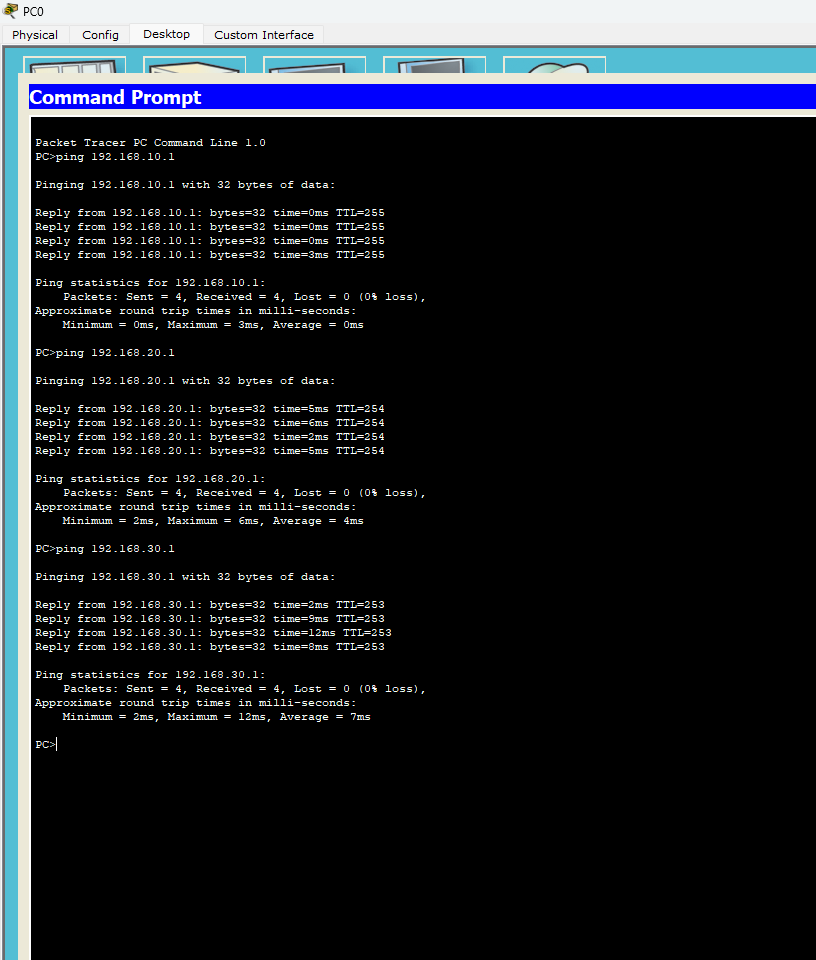 PC0
Physical Config Desktop Custom Interface
Command Prompt
Packet Tracer PC Command Line 1.0
PC>ping 192.168.10.1
Pinging 192.168.10.1 with 32 bytes of data:
Reply from 192.168.10.1: bytes=32 time=0ms TTL=255
Reply from 192.168.10.1: bytes=32 time=0ms TTL=255
Reply from 192.168.10.1: bytes=32 time=0ms TTL=255
Reply from 192.168.10.1: bytes=32 time=3ms TTL=255
Ping statistics for 192.168.10.1:
    Packets: Sent = 4, Received = 4, Lost = 0 (0% loss),
Approximate round trip times in milli-seconds:
    Minimum = 0ms, Maximum = 3ms, Average = 0ms
PC>ping 192.168.20.1
Pinging 192.168.20.1 with 32 bytes of data:
Reply from 192.168.20.1: bytes=32 time=5ms TTL=254
Reply from 192.168.20.1: bytes=32 time=6ms TTL=254
Reply from 192.168.20.1: bytes=32 time=2ms TTL=254
Reply from 192.168.20.1: bytes=32 time=5ms TTL=254
Ping statistics for 192.168.20.1:
    Packets: Sent = 4, Received = 4, Lost = 0 (0% loss),
Approximate round trip times in milli-seconds:
    Minimum = 2ms, Maximum = 6ms, Average = 4ms
PC>ping 192.168.30.1
Pinging 192.168.30.1 with 32 bytes of data:
Reply from 192.168.30.1: bytes=32 time=2ms TTL=253
Reply from 192.168.30.1: bytes=32 time=9ms TTL=253
Reply from 192.168.30.1: bytes=32 time=12ms TTL=253
Reply from 192.168.30.1: bytes=32 time=8ms TTL=253
Ping statistics for 192.168.30.1:
    Packets: Sent = 4, Received = 4, Lost = 0 (0% loss),
Approximate round trip times in milli-seconds:
    Minimum = 2ms, Maximum = 12ms, Average = 7ms
PC>